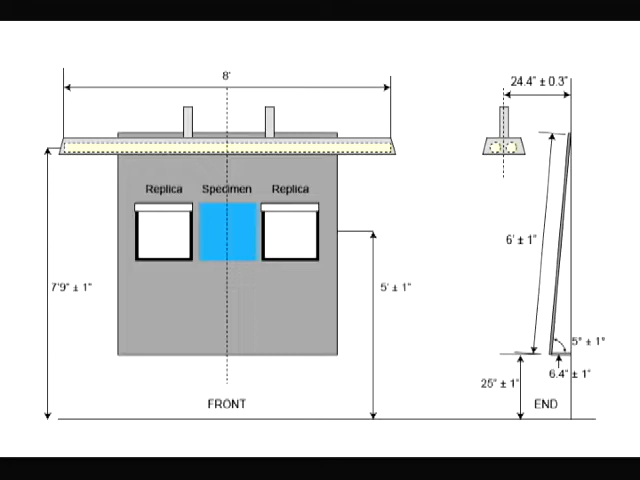 8'
24.4" ± 0.3"
Replica Specimen Replica
6' ± 1"
7'9" ± 1"
5' ± 1"
5° ± 1°
6.4" ± 1"
25" ± 1"
FRONT
END